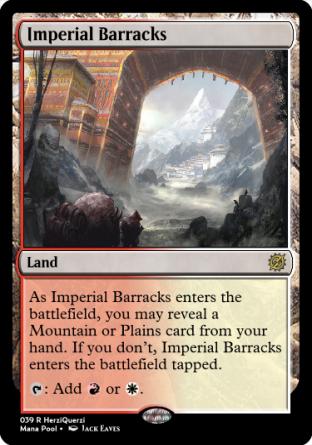 Imperial Barracks
Land
As Imperial Barracks enters the
battlefield, you may reveal a
Mountain or Plains card from your
hand. If you don't, Imperial Barracks
enters the battlefield tapped.
: Add or .
039 R HerziQuerzi
Mana Pool • Jack Eaves